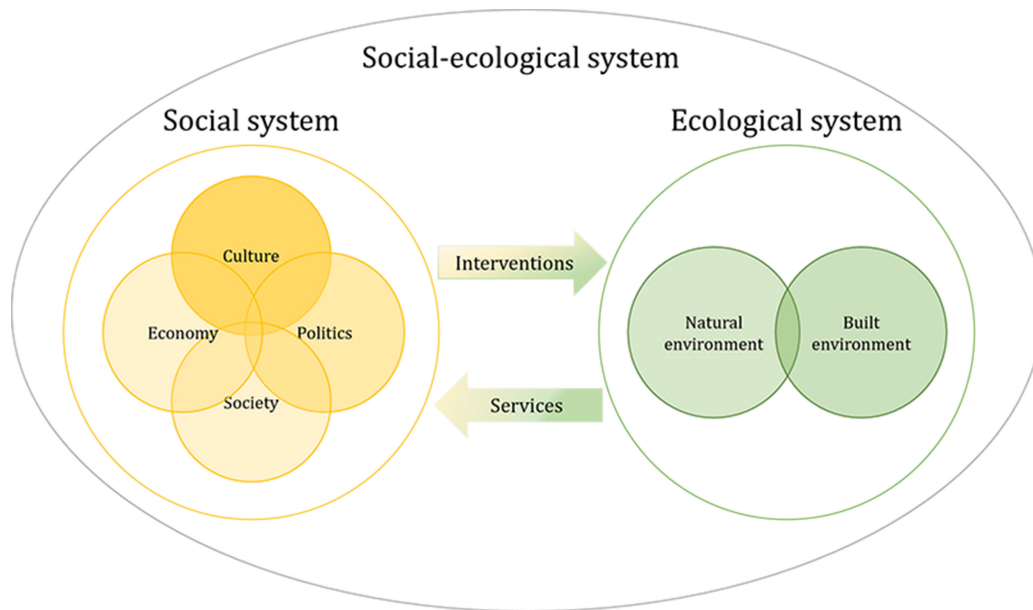 Social-ecological system
Social system
Ecological system
Culture
Interventions
Economy
Politics
Natural
environment
Built
environment
Society
Services